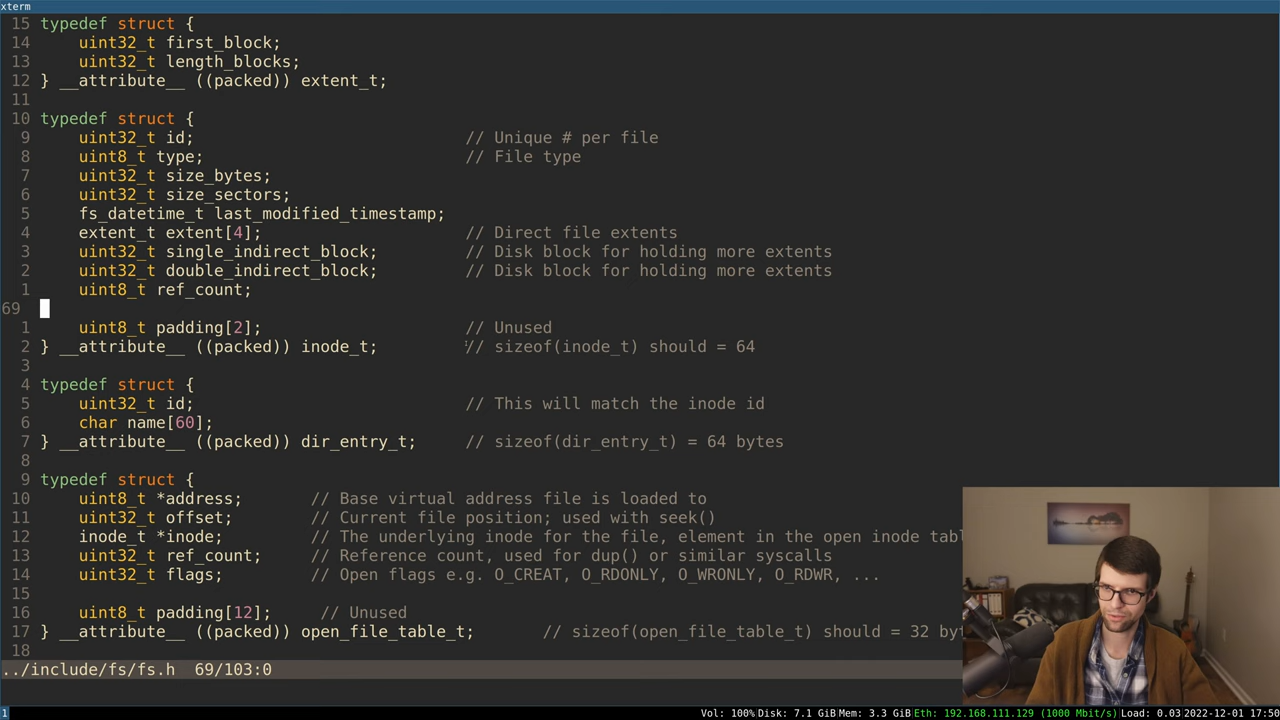 xterm
15 typedef struct {
14     uint32_t first_block;
13     uint32_t length_blocks;
12 } __attribute__ ((packed)) extent_t;
11
10 typedef struct {
9     uint32_t id;                            // Unique # per file
8     uint8_t type;                           // File type
7     uint32_t size_bytes;
6     uint32_t size_sectors;
5     fs_datetime_t last_modified_timestamp;
4     extent_t extent[4];                     // Direct file extents
3     uint32_t single_indirect_block;         // Disk block for holding more extents
2     uint32_t double_indirect_block;         // Disk block for holding more extents
1     uint8_t ref_count;
69
1     uint8_t padding[2];                     // Unused
2 } __attribute__ ((packed)) inode_t;         // sizeof(inode_t) should = 64
3
4 typedef struct {
5     uint32_t id;                            // This will match the inode id
6     char name[60];
7 } __attribute__ ((packed)) dir_entry_t;     // sizeof(dir_entry_t) = 64 bytes
8
9 typedef struct {
10     uint8_t *address;       // Base virtual address file is loaded to
11     uint32_t offset;        // Current file position; used with seek()
12     inode_t *inode;         // The underlying inode for the file, element in the open inode tabl
13     uint32_t ref_count;     // Reference count, used for dup() or similar syscalls
14     uint32_t flags;         // Open flags e.g. O_CREAT, O_RDONLY, O_WRONLY, O_RDWR, ...
15
16     uint8_t padding[12];     // Unused
17 } __attribute__ ((packed)) open_file_table_t;       // sizeof(open_file_table_t) should = 32 byt
18
../include/fs/fs.h  69/103:0
1 Vol: 100% Disk: 7.1 GiB Mem: 3.3 GiB Eth: 192.168.111.129 (1000 Mbit/s) Load: 0.03 2022-12-01 17:50